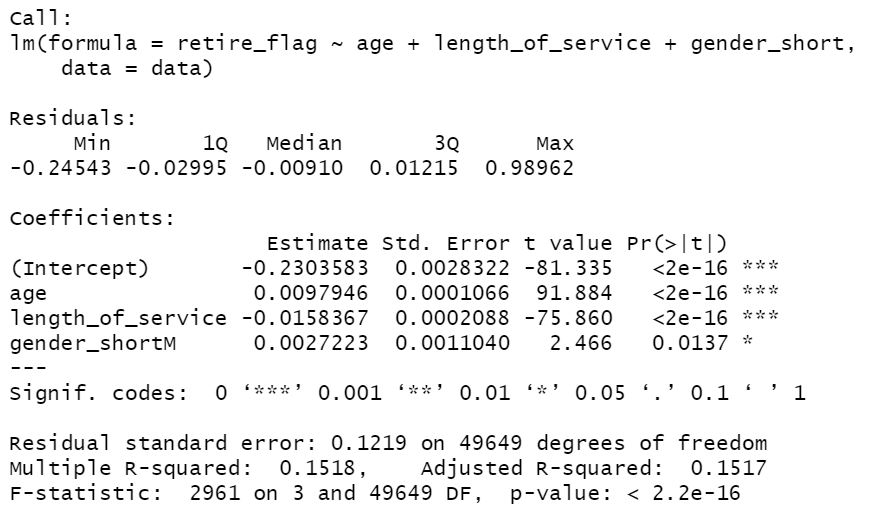 Call:
lm(formula = retire_flag ~ age + length_of_service + gender_short,
    data = data)

Residuals:
     Min       1Q   Median       3Q      Max
-0.24543 -0.02995 -0.00910  0.01215  0.98962

Coefficients:
                    Estimate Std. Error t value Pr(>|t|)
(Intercept)       -0.2303583  0.0028322 -81.335   <2e-16 ***
age                0.0097946  0.0001066  91.884   <2e-16 ***
length_of_service -0.0158367  0.0002088 -75.860   <2e-16 ***
gender_shortM      0.0027223  0.0011040   2.466   0.0137 *
---
Signif. codes:  0 ‘***’ 0.001 ‘**’ 0.01 ‘*’ 0.05 ‘.’ 0.1 ‘ ’ 1

Residual standard error: 0.1219 on 49649 degrees of freedom
Multiple R-squared:  0.1518,    Adjusted R-squared:  0.1517
F-statistic:  2961 on 3 and 49649 DF,  p-value: < 2.2e-16